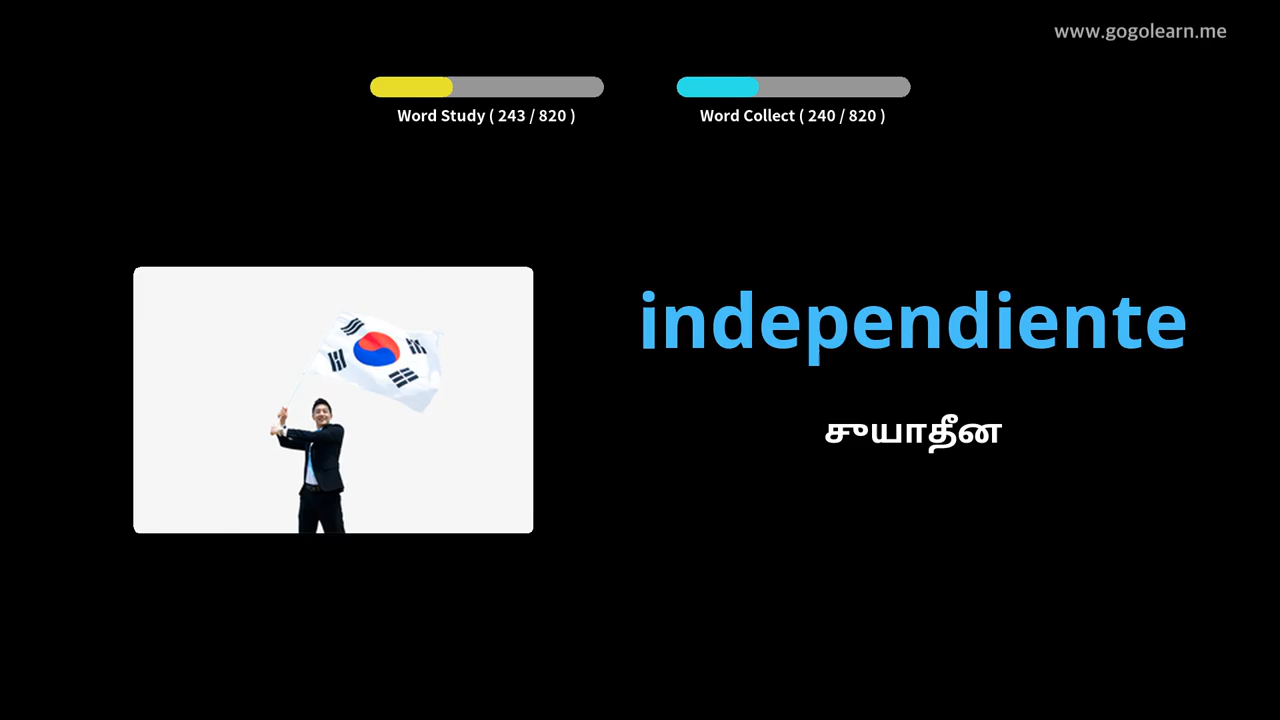 www.gogolearn.me
Word Study ( 243 / 820 )
Word Collect ( 240 / 820 )
independiente
சுயாதீன